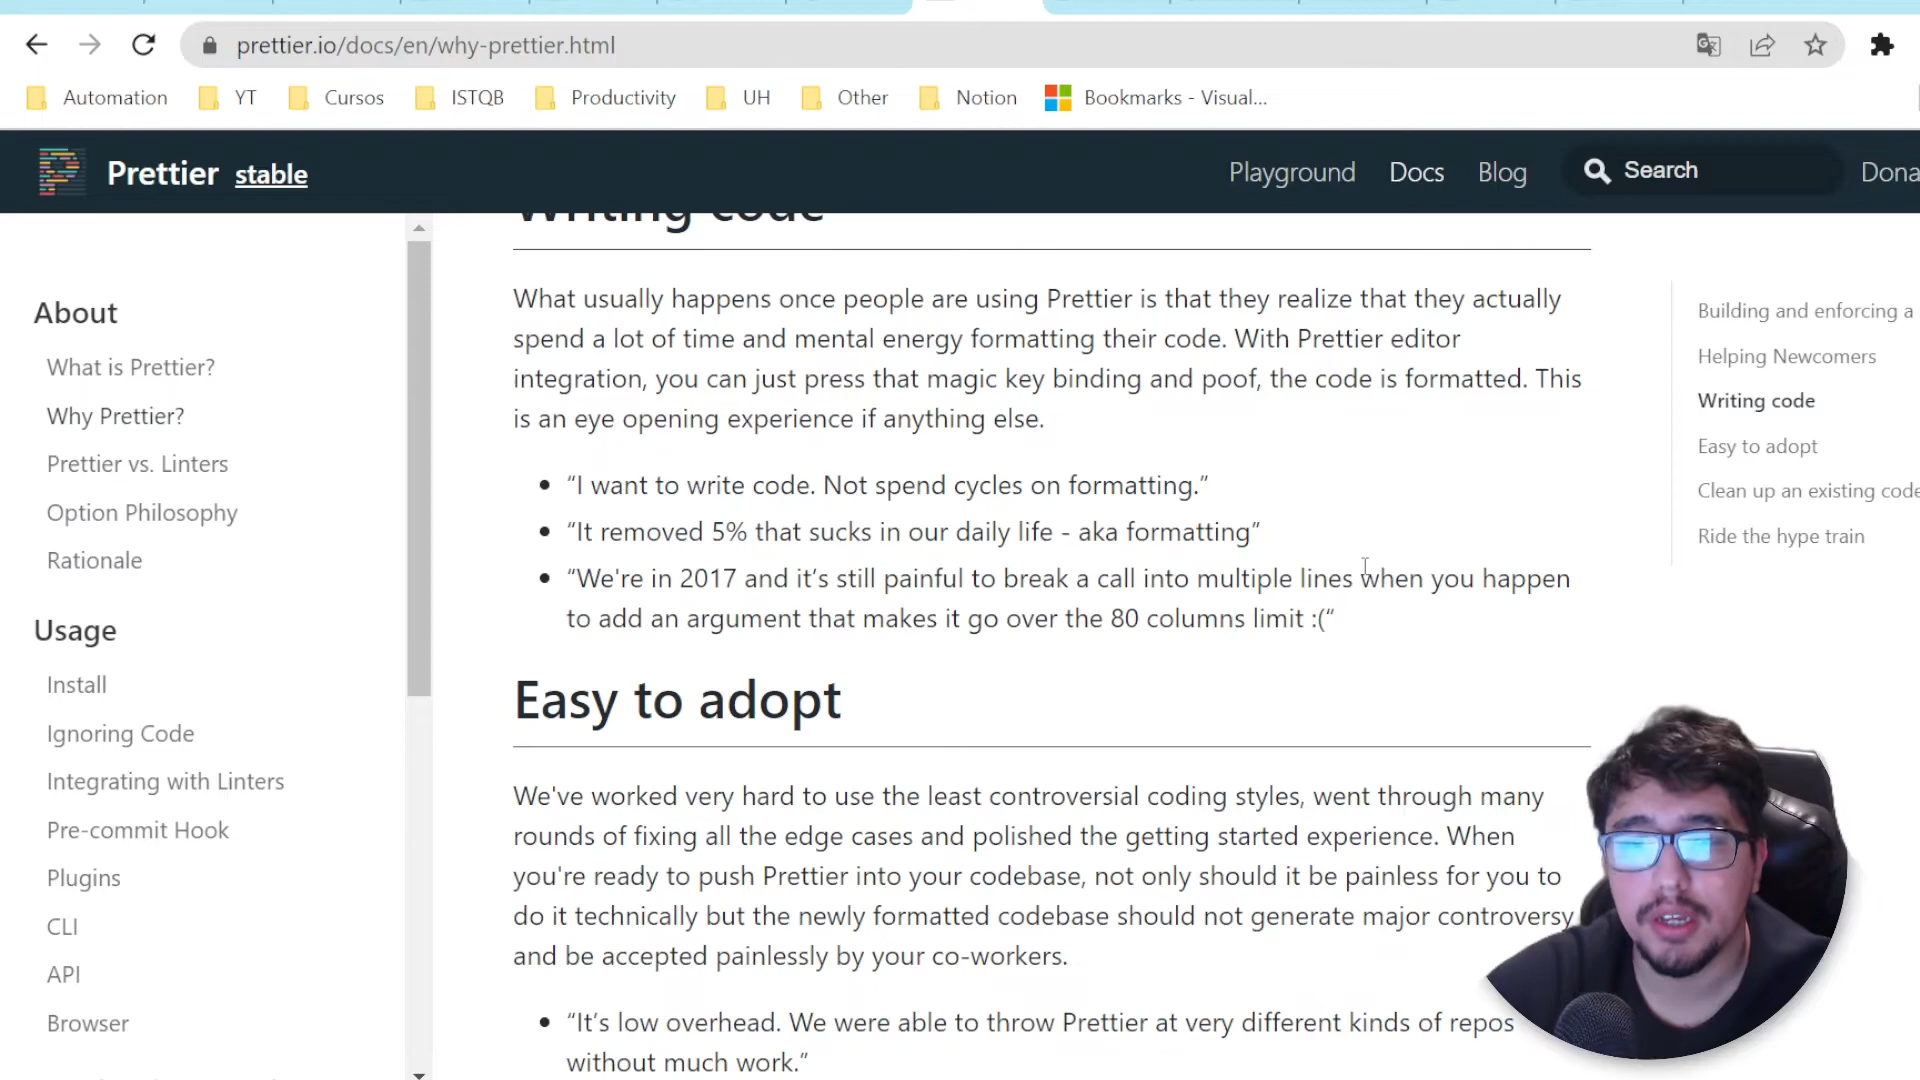 prettier.io/docs/en/why-prettier.html
Automation YT Cursos ISTQB Productivity UH Other Notion Bookmarks - Visual...
Prettier stable Playground Docs Blog Search Dona
About
What is Prettier?
Why Prettier?
Prettier vs. Linters
Option Philosophy
Rationale
Usage
Install
Ignoring Code
Integrating with Linters
Pre-commit Hook
Plugins
CLI
API
Browser
Writing code
What usually happens once people are using Prettier is that they realize that they actually
spend a lot of time and mental energy formatting their code. With Prettier editor
integration, you can just press that magic key binding and poof, the code is formatted. This
is an eye opening experience if anything else.
• “I want to write code. Not spend cycles on formatting.”
• “It removed 5% that sucks in our daily life - aka formatting”
• “We're in 2017 and it’s still painful to break a call into multiple lines when you happen
to add an argument that makes it go over the 80 columns limit :(“
Easy to adopt
We've worked very hard to use the least controversial coding styles, went through many
rounds of fixing all the edge cases and polished the getting started experience. When
you're ready to push Prettier into your codebase, not only should it be painless for you to
do it technically but the newly formatted codebase should not generate major controversy
and be accepted painlessly by your co-workers.
• “It’s low overhead. We were able to throw Prettier at very different kinds of repos
without much work.”
Building and enforcing a
Helping Newcomers
Writing code
Easy to adopt
Clean up an existing code
Ride the hype train